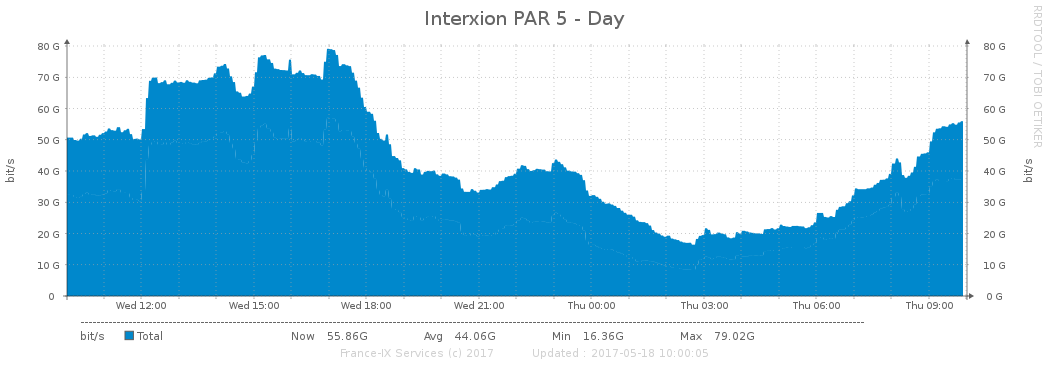 Interxion PAR 5 - Day
RRDTOOL / TOBI OETIKER
bit/s
80 G 80 G
70 G 70 G
60 G 60 G
50 G 50 G
40 G 40 G
30 G 30 G
20 G 20 G
10 G 10 G
0 0 G
bit/s
Wed 12:00 Wed 15:00 Wed 18:00 Wed 21:00 Thu 00:00 Thu 03:00 Thu 06:00 Thu 09:00
bit/s Total Now 55.86G Avg 44.06G Min 16.36G Max 79.02G
France-IX Services (c) 2017 Updated : 2017-05-18 10:00:05